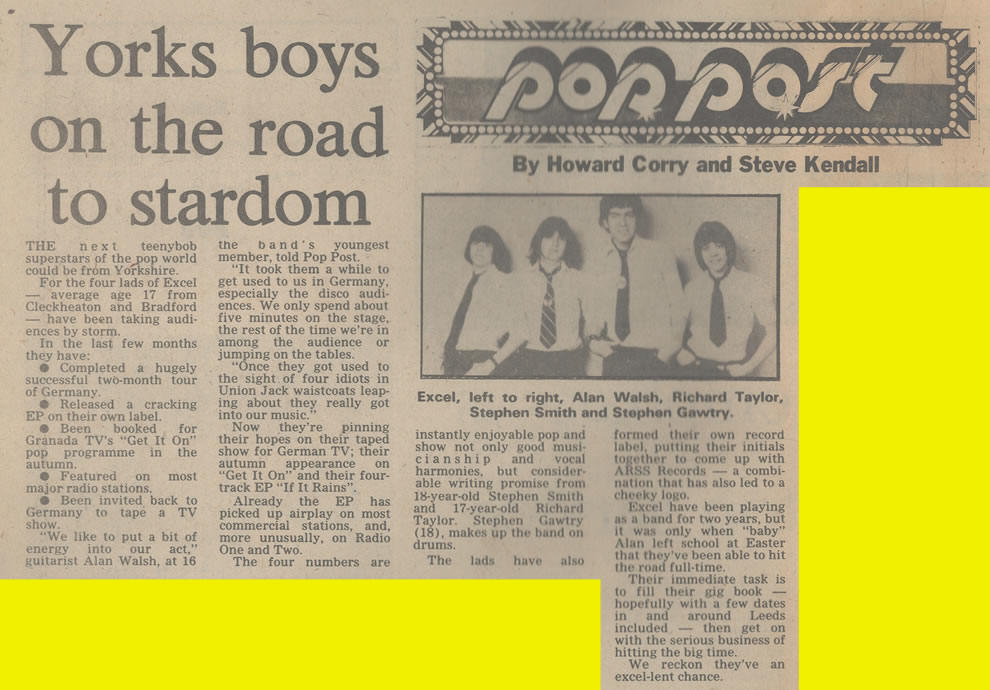 Yorks boys
on the road
to stardom
THE next teenybob
superstars of the pop world
could be from Yorkshire.
For the four lads of Excel
— average age 17 from
Cleckheaton and Bradford
— have been taking audi-
ences by storm.
In the last few months
they have:
● Completed a hugely
successful two-month tour
of Germany.
● Released a cracking
EP on their own label.
● Been booked for
Granada TV's "Get It On"
pop programme in the
autumn.
● Featured on most
major radio stations.
● Been invited back to
Germany to tape a TV
show.
"We like to put a bit of
energy into our act,"
guitarist Alan Walsh, at 16
the band's youngest
member, told Pop Post.
"It took them a while to
get used to us in Germany,
especially the disco audi-
ences. We only spend about
five minutes on the stage,
the rest of the time we're in
among the audience or
jumping on the tables.
"Once they got used to
the sight of four idiots in
Union Jack waistcoats leap-
ing about they really got
into our music."
Now they're pinning
their hopes on their taped
show for German TV; their
autumn appearance on
"Get It On" and their four-
track EP "If It Rains".
Already the EP has
picked up airplay on most
commercial stations, and,
more unusually, on Radio
One and Two.
The four numbers are
pop post
By Howard Corry and Steve Kendall
Excel, left to right, Alan Walsh, Richard Taylor,
Stephen Smith and Stephen Gawtry.
instantly enjoyable pop and
show not only good musi-
cianship and vocal
harmonies, but consider-
able writing promise from
18-year-old Stephen Smith
and 17-year-old Richard
Taylor. Stephen Gawtry
(18), makes up the band on
drums.
The lads have also
formed their own record
label, putting their initials
together to come up with
ARSS Records — a combi-
nation that has also led to a
cheeky logo.
Excel have been playing
as a band for two years, but
it was only when "baby"
Alan left school at Easter
that they've been able to hit
the road full-time.
Their immediate task is
to fill their gig book —
hopefully with a few dates
in and around Leeds
included — then get on
with the serious business of
hitting the big time.
We reckon they've an
excel-lent chance.